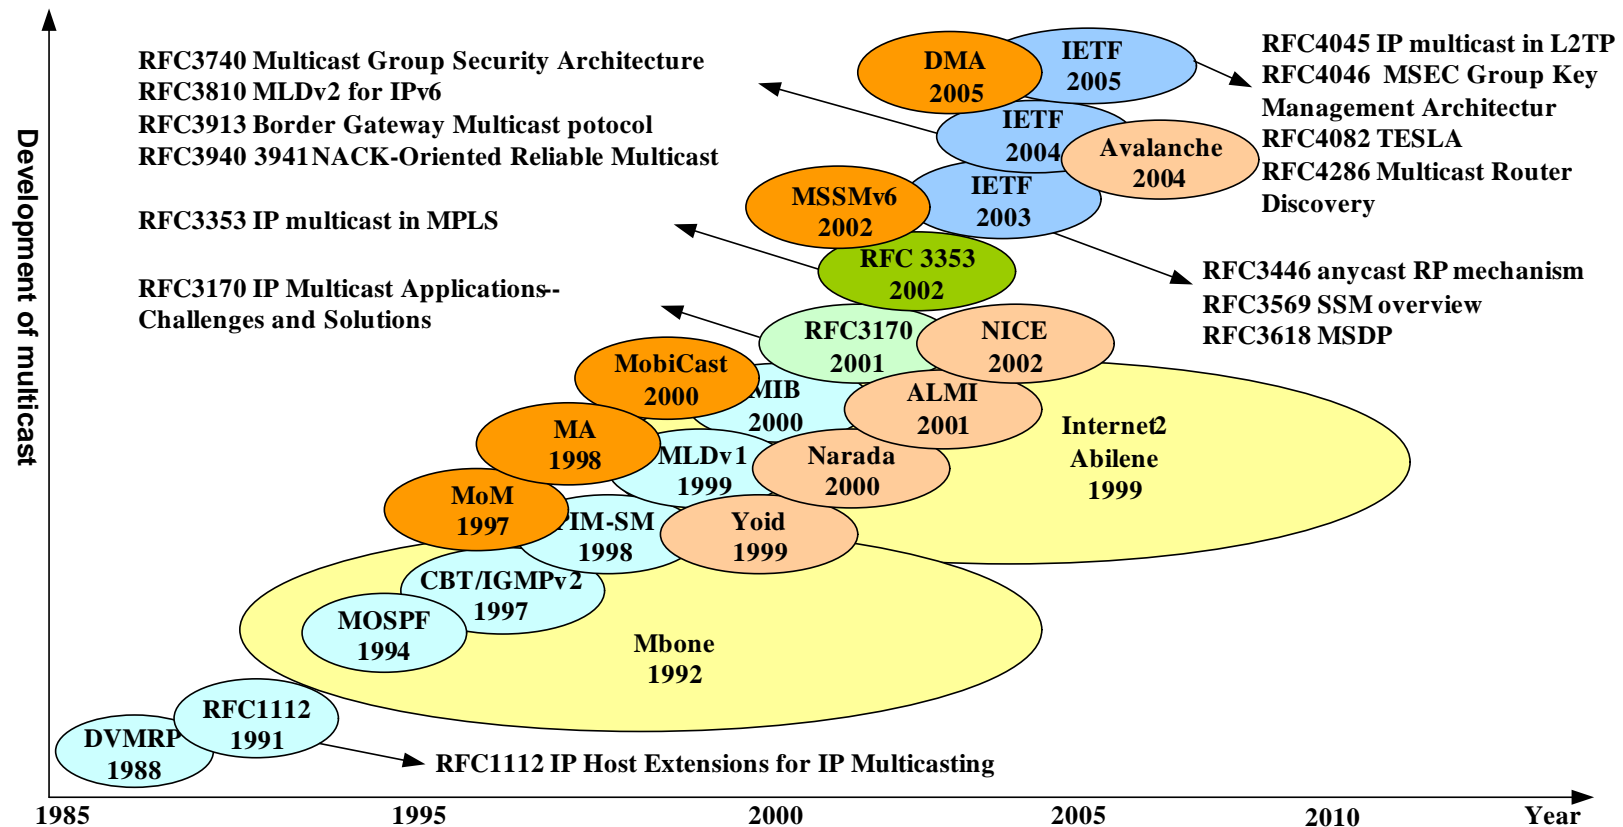 RFC3740 Multicast Group Security Architecture
RFC3810 MLDv2 for IPv6
RFC3913 Border Gateway Multicast potocol
RFC3940 3941NACK-Oriented Reliable Multicast
RFC3353 IP multicast in MPLS
RFC3170 IP Multicast Applications--
Challenges and Solutions
DMA
2005
IETF
2005
RFC4045 IP multicast in L2TP
RFC4046 MSEC Group Key
Management Architectur
RFC4082 TESLA
RFC4286 Multicast Router
Discovery
IETF
2004
Avalanche
2004
MSSMv6
2002
IETF
2003
RFC3446 anycast RP mechanism
RFC3569 SSM overview
RFC3618 MSDP
RFC 3353
2002
RFC3170
2001
NICE
2002
MobiCast
2000
MIB
2000
ALMI
2001
Internet2
Abilene
1999
MA
1998
MLDv1
1999
Narada
2000
MoM
1997
PIM-SM
1998
Yoid
1999
CBT/IGMPv2
1997
MOSPF
1994
Mbone
1992
RFC1112
1991
DVMRP
1988
RFC1112 IP Host Extensions for IP Multicasting
Development of multicast
1985 1995 2000 2005 2010 Year